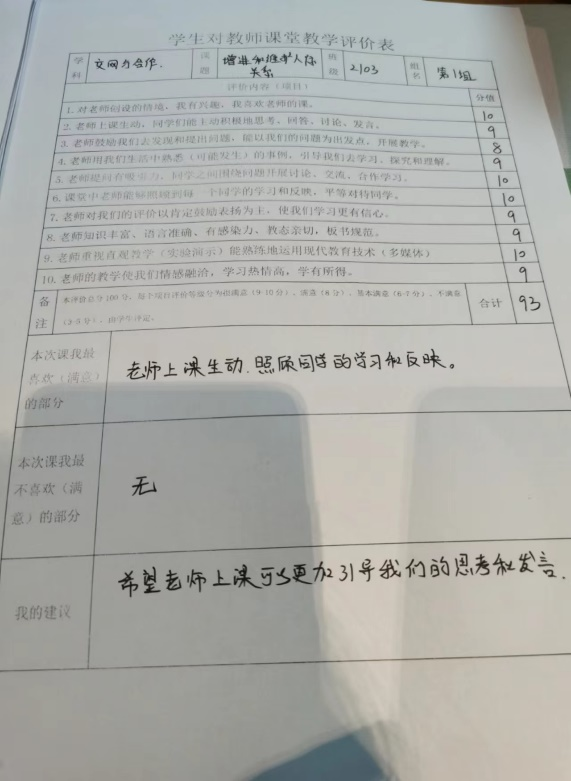 学生对教师课堂教学评价表
学科 交网与合作. 课题 增进和维护人际关系 班级 2103 组名 第1组
评价内容（项目） 分值
1. 对老师创设的情境，我有兴趣，我喜欢老师的课。 10
2. 老师上课生动，同学们能主动积极地思考、回答、讨论、发言。 9
3. 老师鼓励我们去发现和提出问题，能以我们的问题为出发点，开展教学。 8
4. 老师用我们生活中熟悉（可能发生）的事例，引导我们去学习、探究和理解。 9
5. 老师提问有吸引力，同学之间围绕问题开展讨论、交流、合作学习。 10
6. 课堂中老师能够照顾到每一个同学的学习和反映，平等对待同学。 10
7. 老师对我们的评价以肯定鼓励表扬为主，使我们学习更有信心。 9
8. 老师知识丰富、语言准确、有感染力、教态亲切，板书规范。 9
9. 老师重视直观教学（实验演示）能熟练地运用现代教育技术（多媒体） 10
10. 老师的教学使我们情感融洽，学习热情高，学有所得。 9
备注 本评价总分100分，每个项目评价等级分为很满意（9-10分）、满意（8分）、基本满意（6-7分）、不满意 合计 93
（2-5分），由学生评定。
本次课我最
喜欢（满意）
的部分
老师上课生动.照顾同学的学习和反映。
本次课我最
不喜欢（满
意）的部分
无
我的建议
希望老师上课可以更加引导我们的思考和发言.